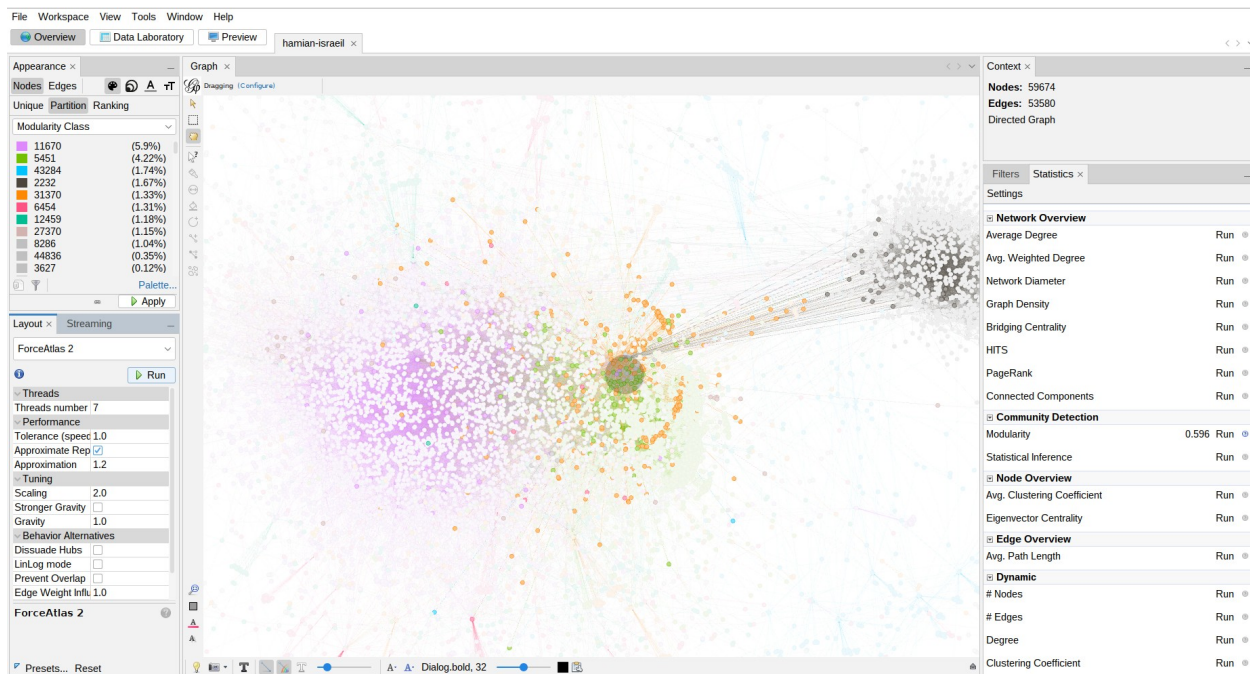 File Workspace View Tools Window Help
Overview Data Laboratory Preview
hamian-israeil ×
Appearance ×
Nodes Edges
Unique Partition Ranking
Modularity Class
11670 (5.9%)
5451 (4.22%)
43284 (1.74%)
2232 (1.67%)
31370 (1.33%)
6454 (1.31%)
12459 (1.18%)
27370 (1.15%)
8286 (1.04%)
44836 (0.35%)
3627 (0.12%)
Palette...
Apply
Layout × Streaming
ForceAtlas 2
Run
Threads
Threads number 7
Performance
Tolerance (speed 1.0
Approximate Rep
Approximation 1.2
Tuning
Scaling 2.0
Stronger Gravity
Gravity 1.0
Behavior Alternatives
Dissuade Hubs
LinLog mode
Prevent Overlap
Edge Weight Influ 1.0
ForceAtlas 2
Presets... Reset
Graph ×
Dragging (Configure)
Dialog.bold, 32
Context ×
Nodes: 59674
Edges: 53580
Directed Graph
Filters Statistics ×
Settings
Network Overview
Average Degree Run
Avg. Weighted Degree Run
Network Diameter Run
Graph Density Run
Bridging Centrality Run
HITS Run
PageRank Run
Connected Components Run
Community Detection
Modularity 0.596 Run
Statistical Inference Run
Node Overview
Avg. Clustering Coefficient Run
Eigenvector Centrality Run
Edge Overview
Avg. Path Length Run
Dynamic
# Nodes Run
# Edges Run
Degree Run
Clustering Coefficient Run